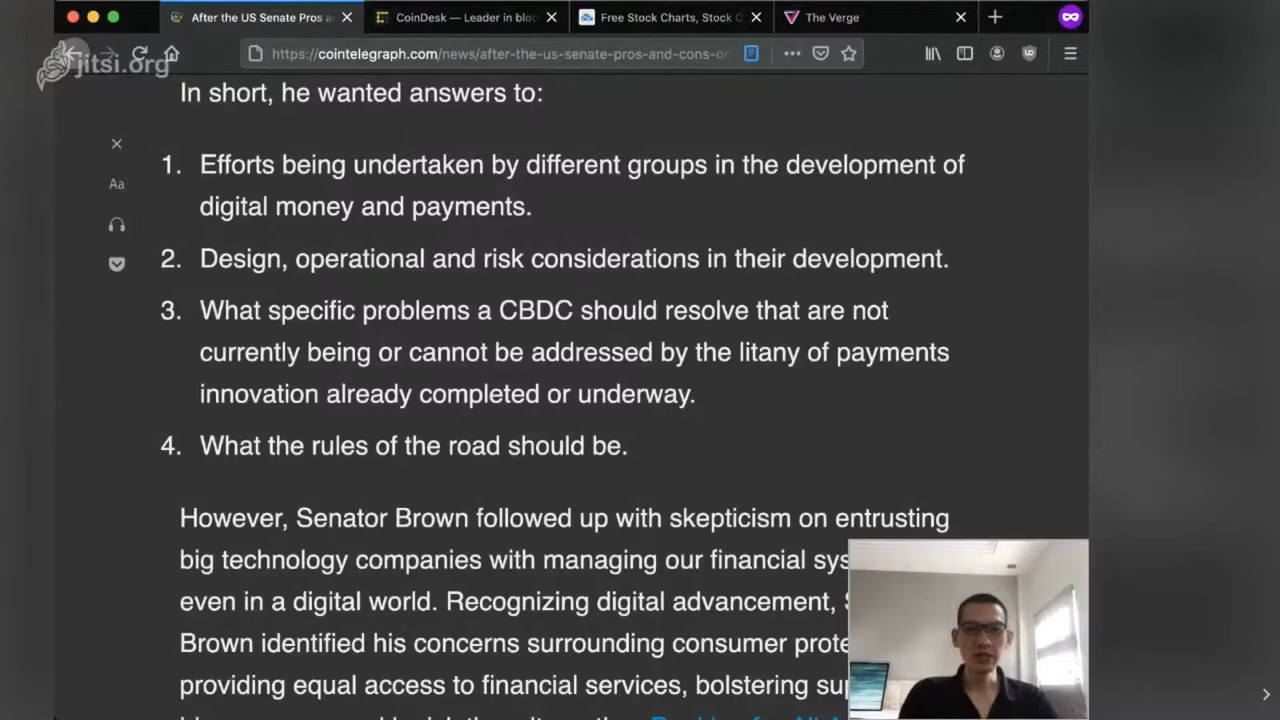 After the US Senate Pros a
CoinDesk — Leader in blo
Free Stock Charts, Stock
The Verge
jitsi.org
https://cointelegraph.com/news/after-the-us-senate-pros-and-cons-o
In short, he wanted answers to:
1. Efforts being undertaken by different groups in the development of
digital money and payments.
Aa
2. Design, operational and risk considerations in their development.
3. What specific problems a CBDC should resolve that are not
currently being or cannot be addressed by the litany of payments
innovation already completed or underway.
4. What the rules of the road should be.
However, Senator Brown followed up with skepticism on entrusting
big technology companies with managing our financial sys
even in a digital world. Recognizing digital advancement,
Brown identified his concerns surrounding consumer prote
providing equal access to financial services, bolstering su